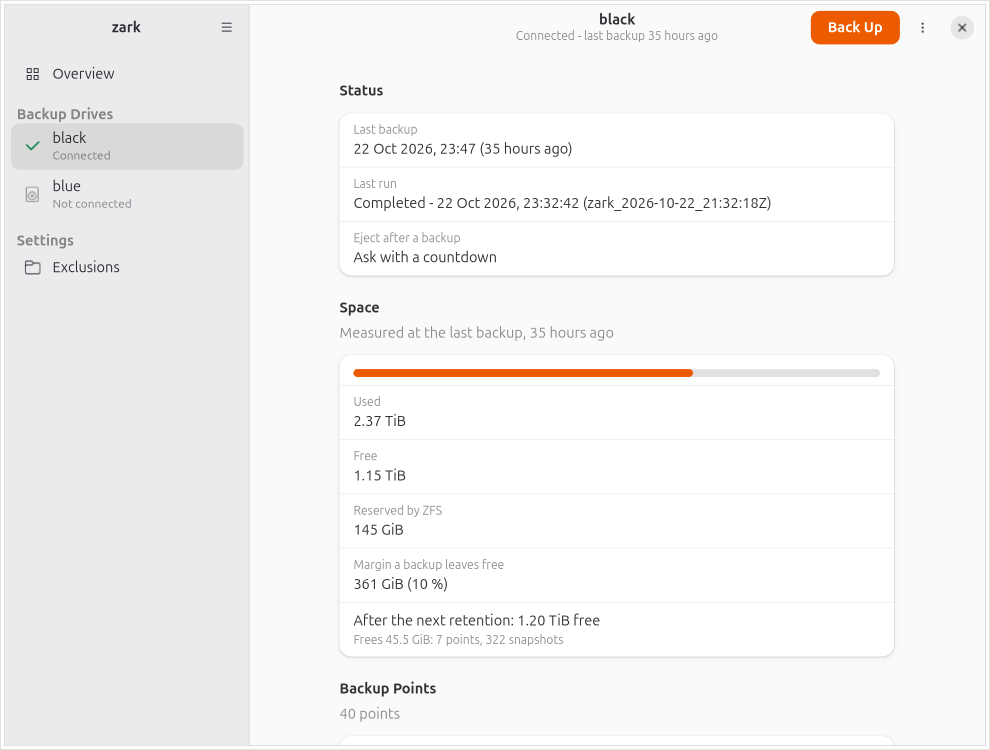 zark
Overview
Backup Drives
black
Connected
blue
Not connected
Settings
Exclusions
black
Connected - last backup 35 hours ago
Back Up
Status
Last backup
22 Oct 2026, 23:47 (35 hours ago)
Last run
Completed - 22 Oct 2026, 23:32:42 (zark_2026-10-22_21:32:18Z)
Eject after a backup
Ask with a countdown
Space
Measured at the last backup, 35 hours ago
Used
2.37 TiB
Free
1.15 TiB
Reserved by ZFS
145 GiB
Margin a backup leaves free
361 GiB (10 %)
After the next retention: 1.20 TiB free
Frees 45.5 GiB: 7 points, 322 snapshots
Backup Points
40 points